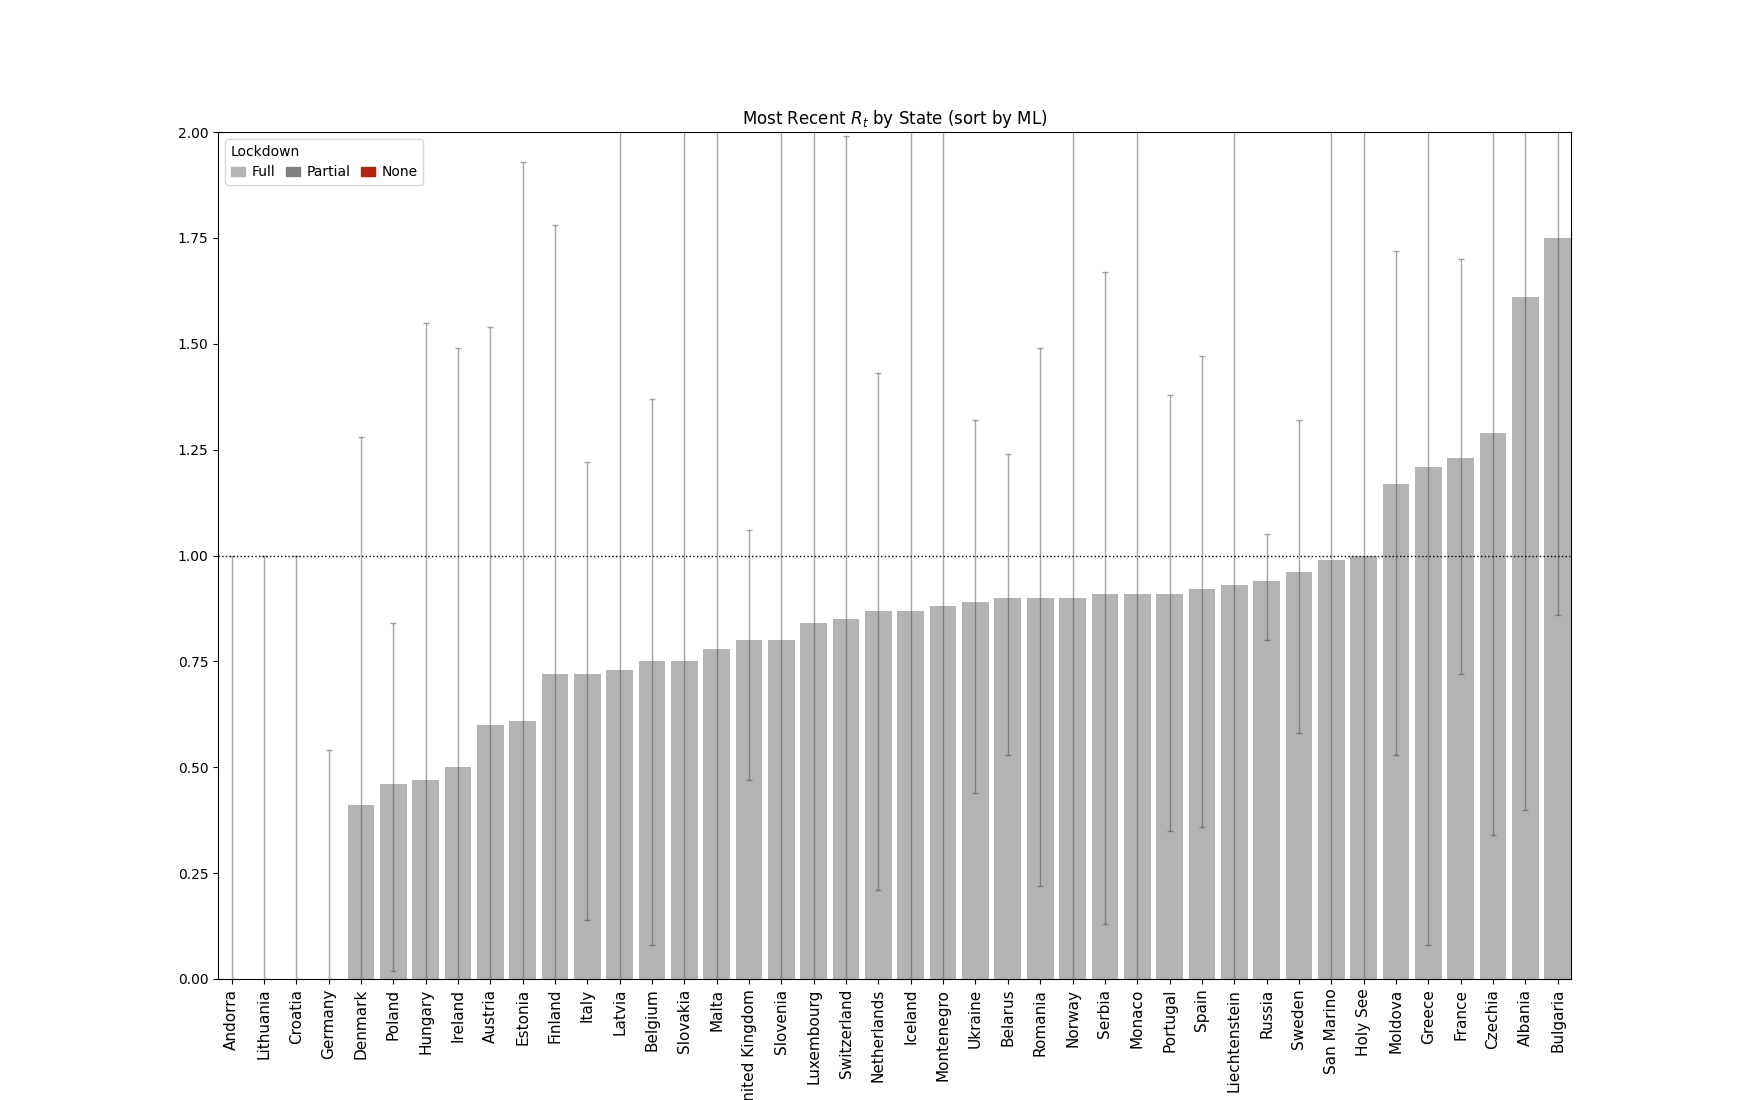 Most Recent R_t by State (sort by ML)
Lockdown
Full Partial None
2.00
1.75
1.50
1.25
1.00
0.75
0.50
0.25
0.00
Andorra
Lithuania
Croatia
Germany
Denmark
Poland
Hungary
Ireland
Austria
Estonia
Finland
Italy
Latvia
Belgium
Slovakia
Malta
nited Kingdom
Slovenia
Luxembourg
Switzerland
Netherlands
Iceland
Montenegro
Ukraine
Belarus
Romania
Norway
Serbia
Monaco
Portugal
Spain
Liechtenstein
Russia
Sweden
San Marino
Holy See
Moldova
Greece
France
Czechia
Albania
Bulgaria